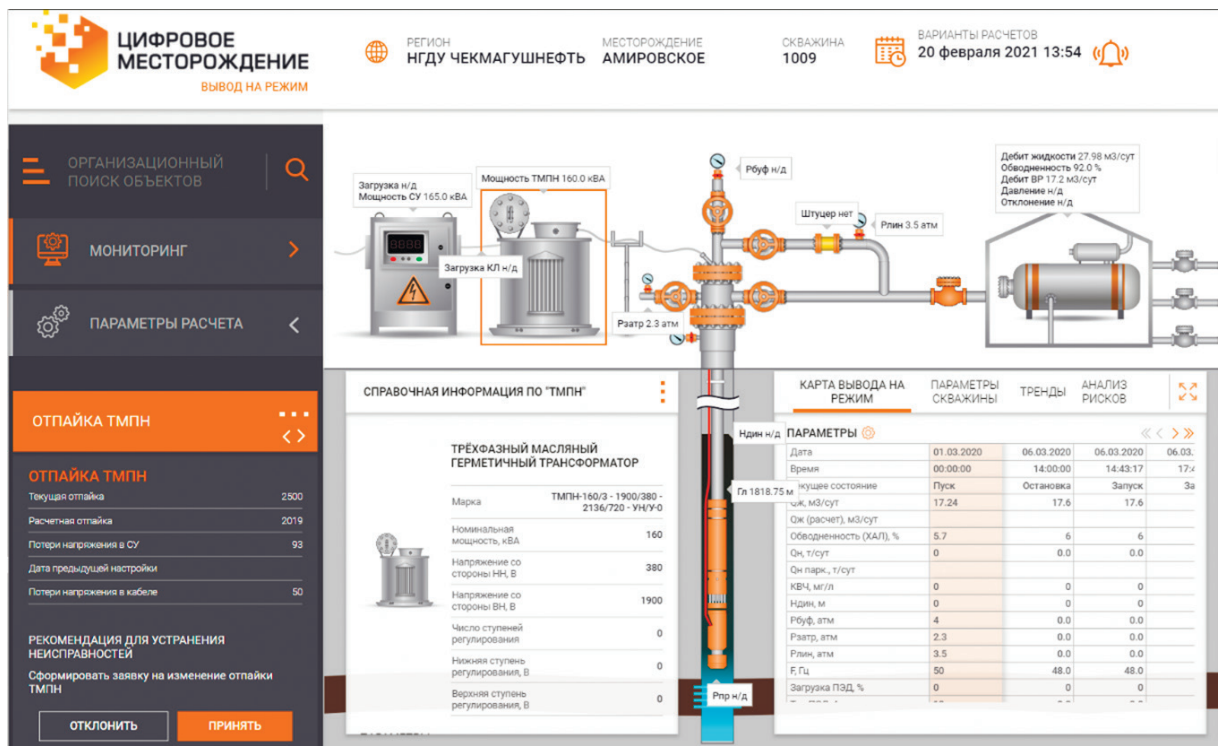 ЦИФРОВОЕ
МЕСТОРОЖДЕНИЕ
ВЫВОД НА РЕЖИМ
РЕГИОН
НГДУ ЧЕКМАГУШНЕФТЬ
МЕСТОРОЖДЕНИЕ
АМИРОВСКОЕ
СКВАЖИНА
1009
ВАРИАНТЫ РАСЧЕТОВ
20 февраля 2021 13:54
ОРГАНИЗАЦИОННЫЙ
ПОИСК ОБЪЕКТОВ
МОНИТОРИНГ
ПАРАМЕТРЫ РАСЧЕТА
ОТПАЙКА ТМПН
ОТПАЙКА ТМПН
Текущая отпайка 2500
Расчетная отпайка 2019
Потери напряжения в СУ 93
Дата предыдущей настройки
Потери напряжения в кабеле 50
РЕКОМЕНДАЦИЯ ДЛЯ УСТРАНЕНИЯ
НЕИСПРАВНОСТЕЙ
Сформировать заявку на изменение отпайки
ТМПН
ОТКЛОНИТЬ ПРИНЯТЬ
Загрузка н/д
Мощность СУ 165.0 кВА
Мощность ТМПН 160.0 кВА
Загрузка КЛ н/д
Рбуф н/д
Штуцер нет
Рлин 3.5 атм
Рзатр 2.3 атм
Дебит жидкости 27.98 м3/сут
Обводненность 92.0 %
Дебит ВР 17.2 м3/сут
Давление н/д
Отклонение н/д
Ндин н/д
Гл 1818.75 м
Рпр н/д
СПРАВОЧНАЯ ИНФОРМАЦИЯ ПО "ТМПН"
ТРЁХФАЗНЫЙ МАСЛЯНЫЙ
ГЕРМЕТИЧНЫЙ ТРАНСФОРМАТОР
Марка ТМПН-160/3 - 1900/380 -
2136/720 - УН/У-0
Номинальная
мощность, кВА 160
Напряжение со
стороны НН, В 380
Напряжение со
стороны ВН, В 1900
Число ступеней
регулирования 0
Нижняя ступень
регулирования, В 0
Верхняя ступень
регулирования, В 0
КАРТА ВЫВОДА НА
РЕЖИМ
ПАРАМЕТРЫ
СКВАЖИНЫ
ТРЕНДЫ
АНАЛИЗ
РИСКОВ
ПАРАМЕТРЫ
Дата 01.03.2020 06.03.2020 06.03.2020 06.03.
Время 00:00:00 14:00:00 14:43:17 17:4
екущее состояние Пуск Остановка Запуск За
Qж, м3/сут 17.24 17.6 17.6
Qж (расчет), м3/сут
Обводненность (ХАЛ), % 5.7 6 6
Qн, т/сут 0 0.0 0.0
Qн парк., т/сут
КВЧ, мг/л 0 0 0
Ндин, м 0 0 0
Рбуф, атм 4 0.0 0.0
Рзатр, атм 2.3 0.0 0.0
Рлин, атм 3.5 0.0 0.0
F, Гц 50 48.0 48.0
Загрузка ПЭД, % 0 0 0